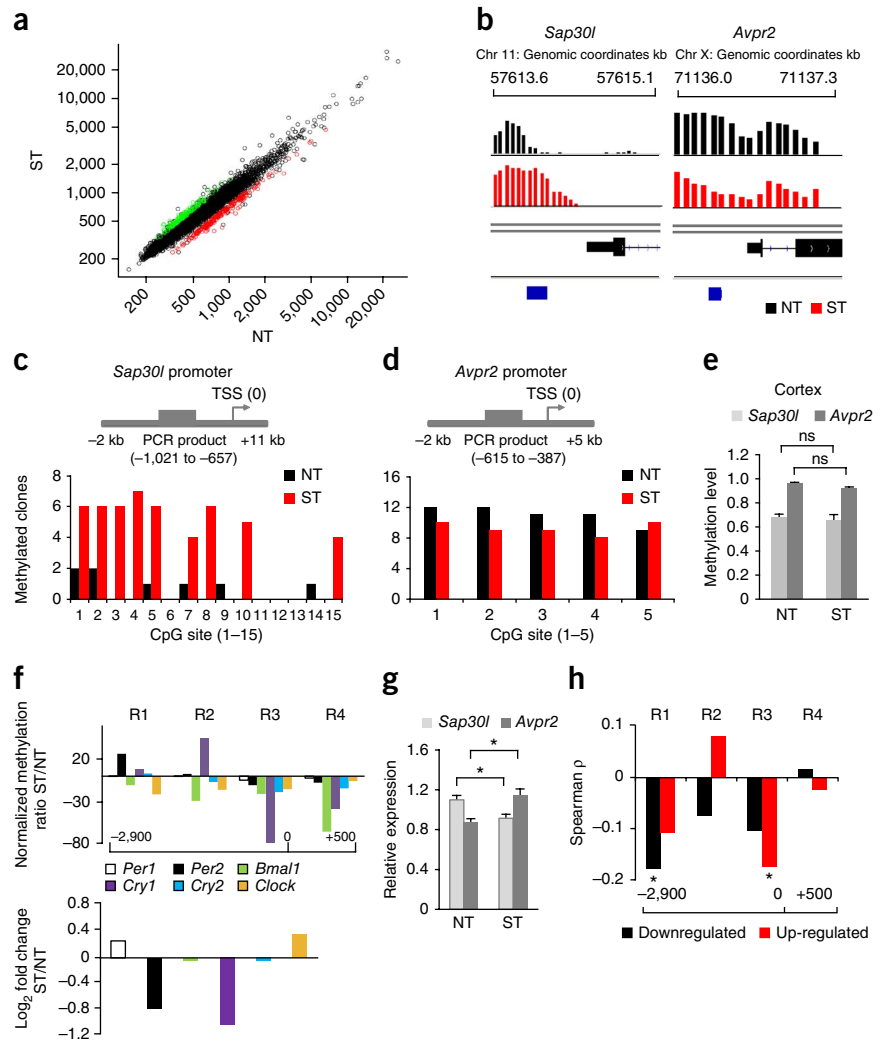 a
ST
20,000
10,000
5,000
2,000
1,000
500
200
200
500
1,000
2,000
5,000
10,000
20,000
NT
b
Sap30l
Avpr2
Chr 11: Genomic coordinates kb
Chr X: Genomic coordinates kb
57613.6
57615.1
71136.0
71137.3
NT
ST
c
Sap30l promoter
TSS (0)
–2 kb
PCR product
+11 kb
(–1,021 to –657)
NT
ST
Methylated clones
8
6
4
2
0
1 2 3 4 5 6 7 8 9 10 11 12 13 14 15
CpG site (1–15)
d
Avpr2 promoter
TSS (0)
–2 kb
PCR product
+5 kb
(–615 to –387)
NT
ST
16
12
8
4
0
1 2 3 4 5
CpG site (1–5)
e
Cortex
Sap30l
Avpr2
ns
ns
Methylation level
1.2
1.0
0.8
0.6
0.4
0.2
0
NT
ST
f
R1 R2 R3 R4
Normalized methylation
ratio ST/NT
20
–30
–80
–2,900
0
+500
Per1
Per2
Bmal1
Cry1
Cry2
Clock
Log2 fold change
ST/NT
0.8
0.4
0
–0.4
–0.8
–1.2
g
Sap30l
Avpr2
*
*
Relative expression
1.6
1.2
0.8
0.4
0
NT
ST
h
R1 R2 R3 R4
Spearman ρ
0.1
0
–0.1
–0.2
*
*
–2,900
0
+500
Downregulated
Up-regulated